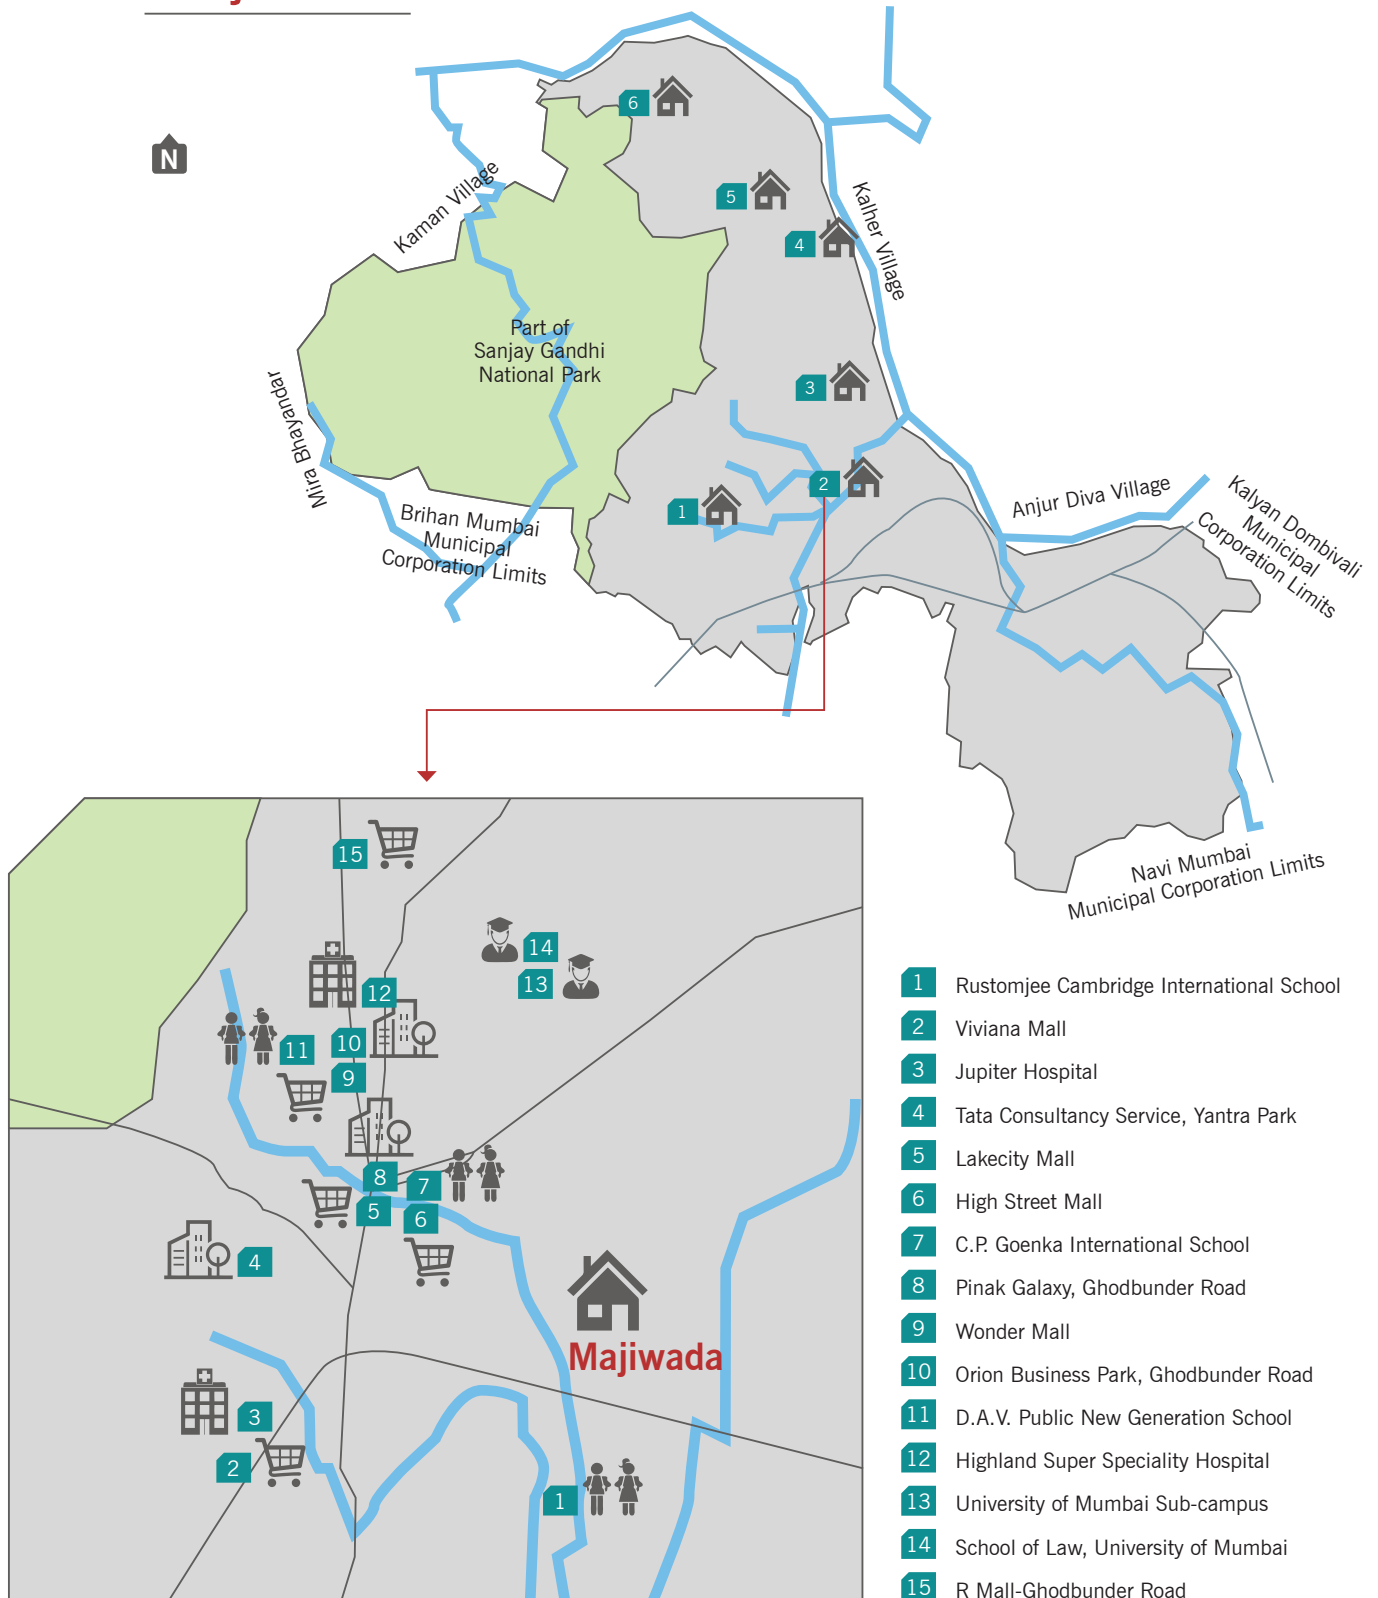 N
6
5
4
3
2
1
Kaman Village
Kalher Village
Part of
Sanjay Gandhi
National Park
Mira Bhayandar
Brihan Mumbai
Municipal
Corporation Limits
Anjur Diva Village
Kalyan Dombivali
Municipal
Corporation Limits
Navi Mumbai
Municipal Corporation Limits
15
14
13
12
11
10
9
8
7
5
6
4
Majiwada
3
2
1
1 Rustomjee Cambridge International School
2 Viviana Mall
3 Jupiter Hospital
4 Tata Consultancy Service, Yantra Park
5 Lakecity Mall
6 High Street Mall
7 C.P. Goenka International School
8 Pinak Galaxy, Ghodbunder Road
9 Wonder Mall
10 Orion Business Park, Ghodbunder Road
11 D.A.V. Public New Generation School
12 Highland Super Speciality Hospital
13 University of Mumbai Sub-campus
14 School of Law, University of Mumbai
15 R Mall-Ghodbunder Road